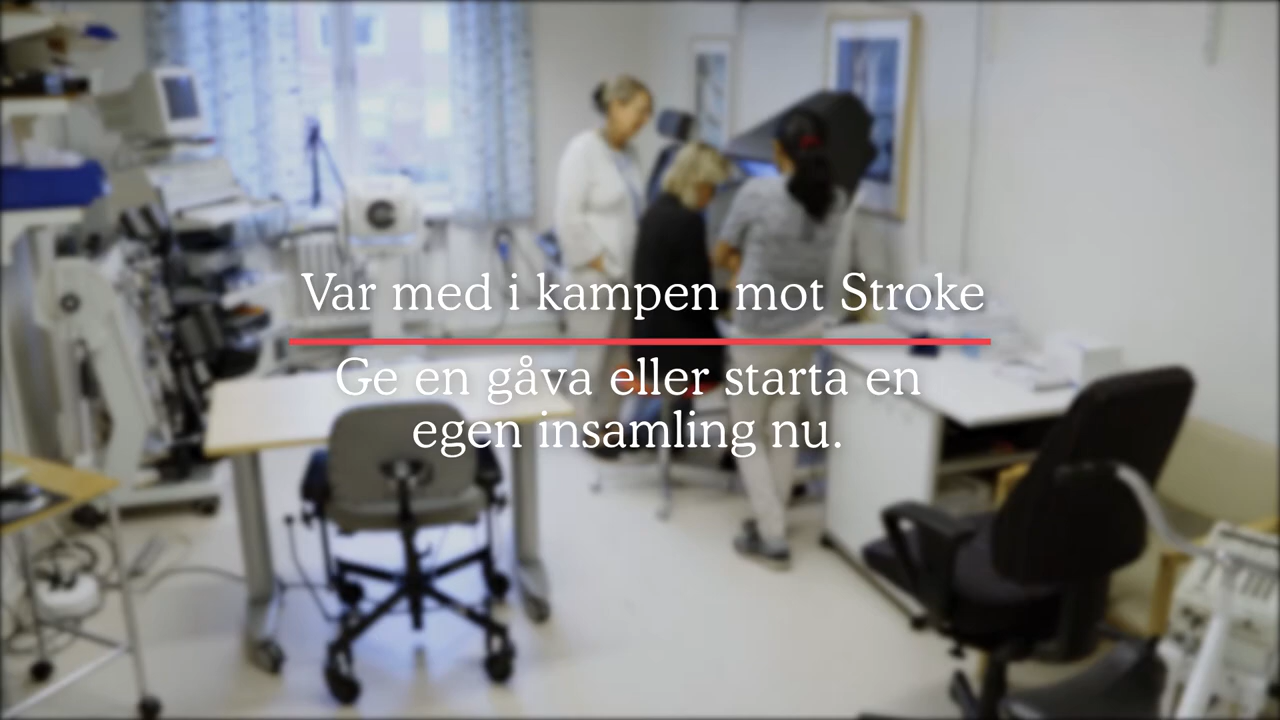 Var med i kampen mot Stroke
Ge en gåva eller starta en
egen insamling nu.